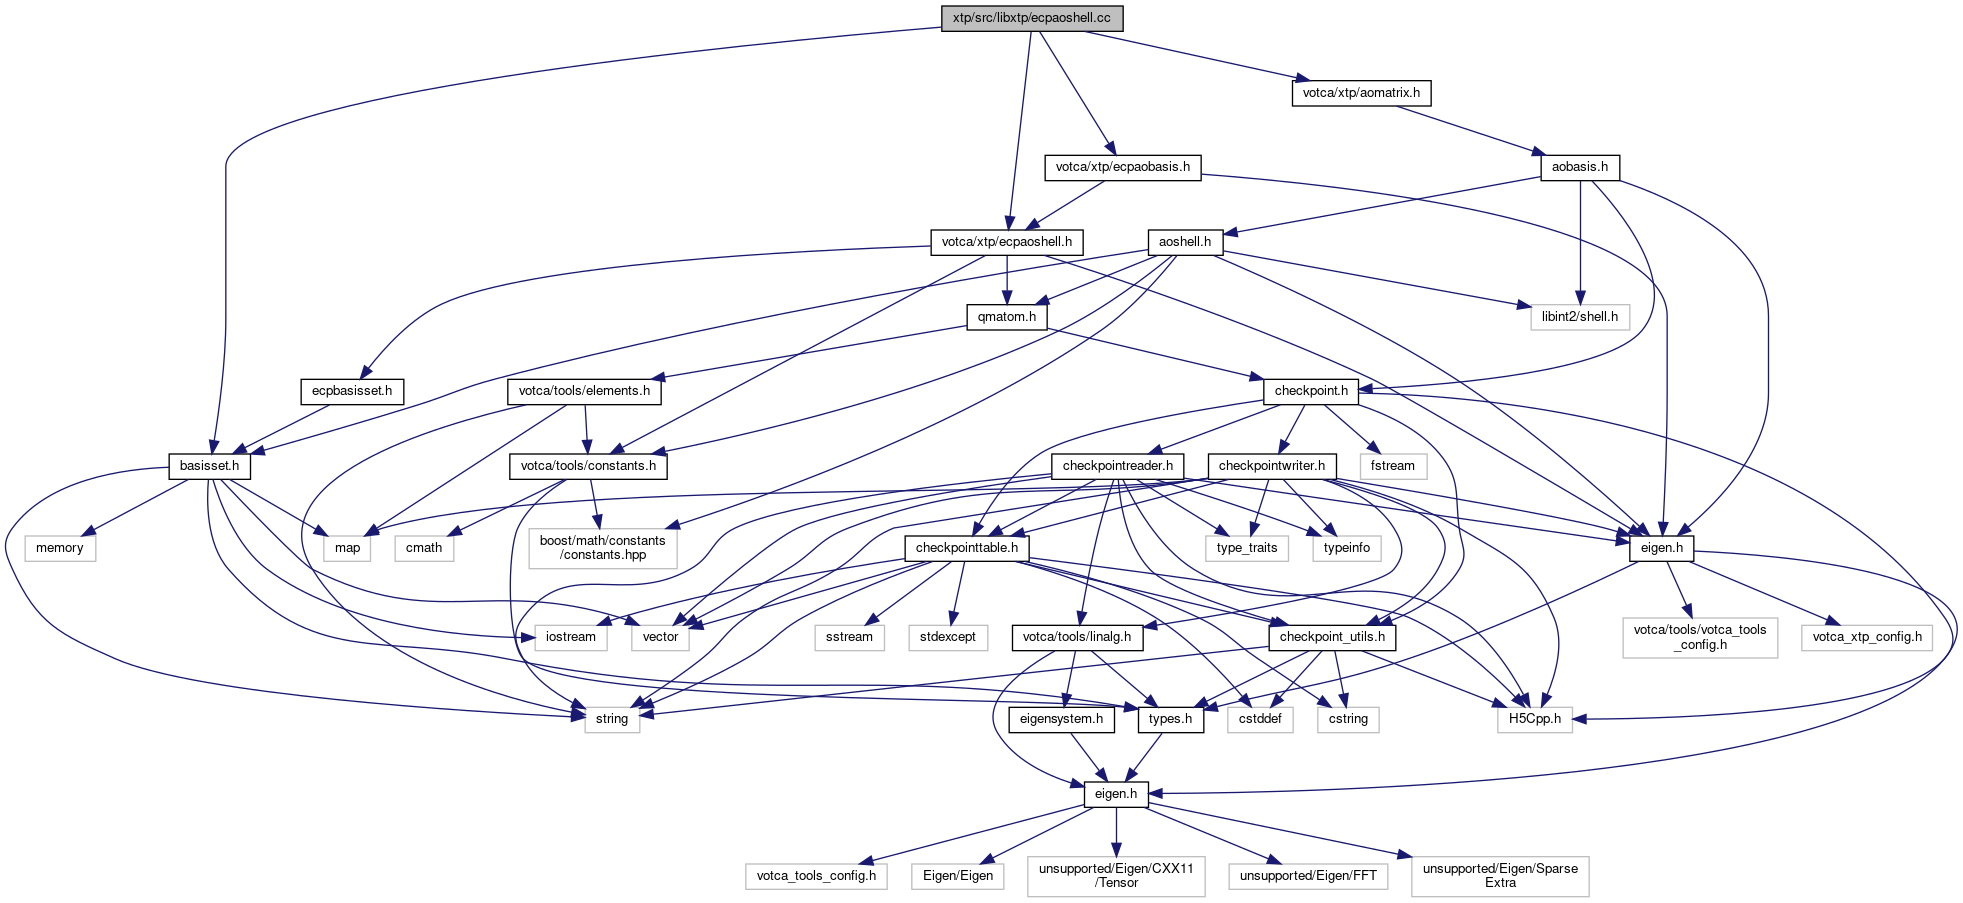 xtp/src/libxtp/ecpaoshell.cc
votca/xtp/aomatrix.h
votca/xtp/ecpaobasis.h
aobasis.h
votca/xtp/ecpaoshell.h
aoshell.h
qmatom.h
libint2/shell.h
ecpbasisset.h
votca/tools/elements.h
checkpoint.h
basisset.h
votca/tools/constants.h
checkpointreader.h
checkpointwriter.h
fstream
memory
map
cmath
boost/math/constants
/constants.hpp
checkpointtable.h
type_traits
typeinfo
eigen.h
iostream
vector
sstream
stdexcept
votca/tools/linalg.h
checkpoint_utils.h
votca/tools/votca_tools
_config.h
votca_xtp_config.h
string
eigensystem.h
types.h
cstddef
cstring
H5Cpp.h
eigen.h
votca_tools_config.h
Eigen/Eigen
unsupported/Eigen/CXX11
/Tensor
unsupported/Eigen/FFT
unsupported/Eigen/Sparse
Extra